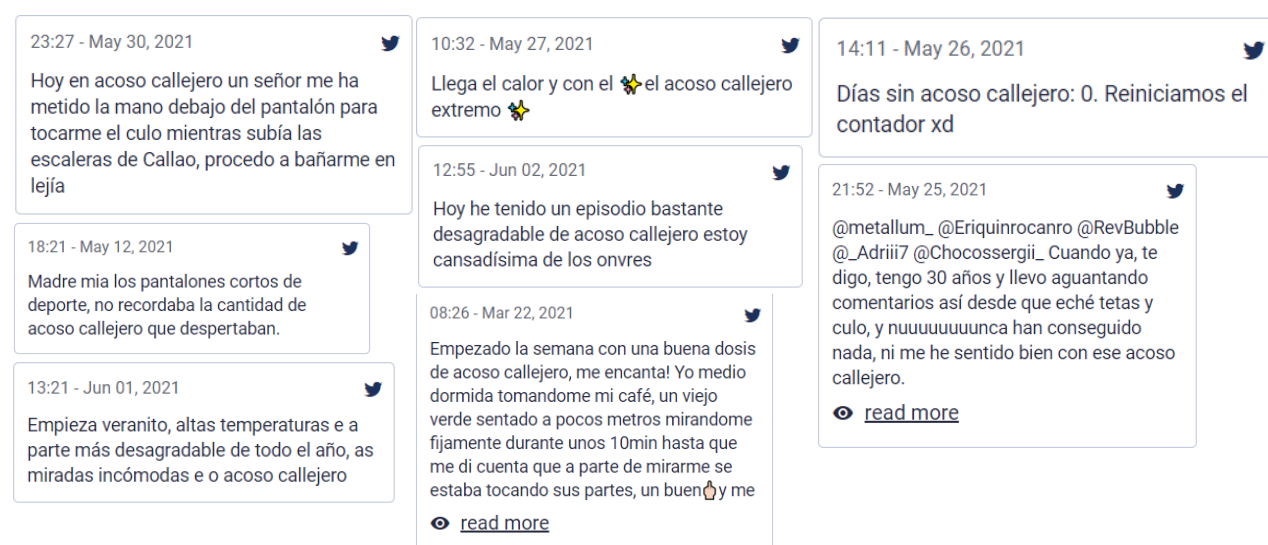 23:27 - May 30, 2021
Hoy en acoso callejero un señor me ha
metido la mano debajo del pantalón para
tocarme el culo mientras subía las
escaleras de Callao, procedo a bañarme en
lejía
18:21 - May 12, 2021
Madre mia los pantalones cortos de
deporte, no recordaba la cantidad de
acoso callejero que despertaban.
13:21 - Jun 01, 2021
Empieza veranito, altas temperaturas e a
parte más desagradable de todo el año, as
miradas incómodas e o acoso callejero
10:32 - May 27, 2021
Llega el calor y con el ✨el acoso callejero
extremo ✨
12:55 - Jun 02, 2021
Hoy he tenido un episodio bastante
desagradable de acoso callejero estoy
cansadísima de los onvres
08:26 - Mar 22, 2021
Empezado la semana con una buena dosis
de acoso callejero, me encanta! Yo medio
dormida tomandome mi café, un viejo
verde sentado a pocos metros mirandome
fijamente durante unos 10min hasta que
me di cuenta que a parte de mirarme se
estaba tocando sus partes, un buen🖕🏻y me
read more
14:11 - May 26, 2021
Días sin acoso callejero: 0. Reiniciamos el
contador xd
21:52 - May 25, 2021
@metallum_ @Eriquinrocanro @RevBubble
@_Adriii7 @Chocossergii_ Cuando ya, te
digo, tengo 30 años y llevo aguantando
comentarios así desde que eché tetas y
culo, y nuuuuuuuunca han conseguido
nada, ni me he sentido bien con ese acoso
callejero.
read more